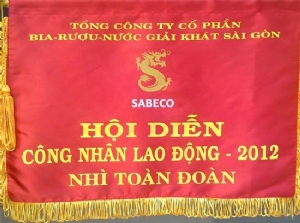 TỔNG CÔNG TY CỔ PHẦN
BIA-RƯỢU-NƯỚC GIẢI KHÁT SÀI GÒN
SABECO
HỘI DIỄN
CÔNG NHÂN LAO ĐỘNG - 2012
NHÌ TOÀN ĐOÀN